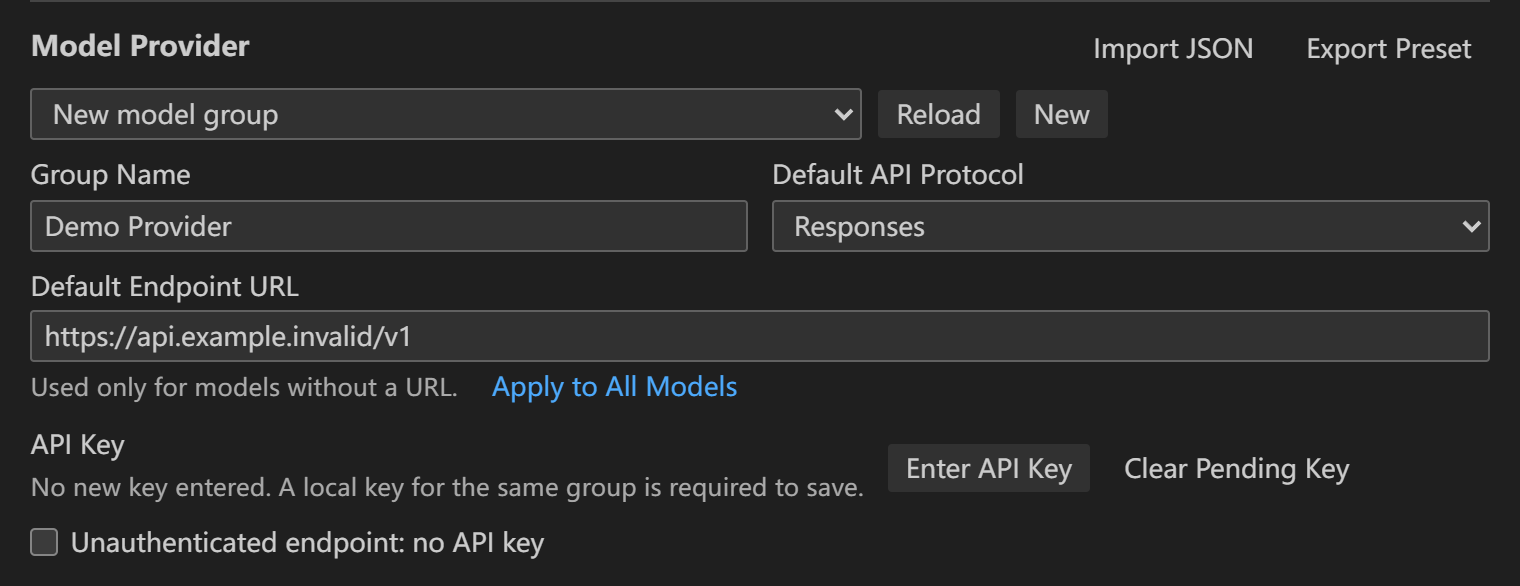 Model Provider
Import JSON
Export Preset
New model group
Reload
New
Group Name
Default API Protocol
Demo Provider
Responses
Default Endpoint URL
https://api.example.invalid/v1
Used only for models without a URL.
Apply to All Models
API Key
No new key entered. A local key for the same group is required to save.
Enter API Key
Clear Pending Key
Unauthenticated endpoint: no API key